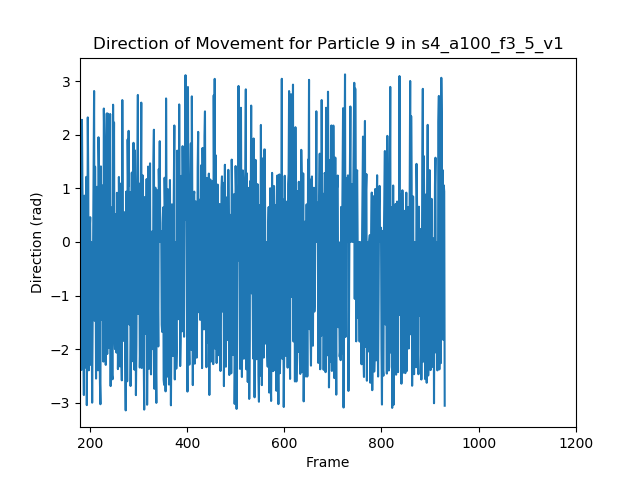 Direction of Movement for Particle 9 in s4_a100_f3_5_v1
3
2
1
0
−1
−2
−3
Direction (rad)
200 400 600 800 1000 1200
Frame